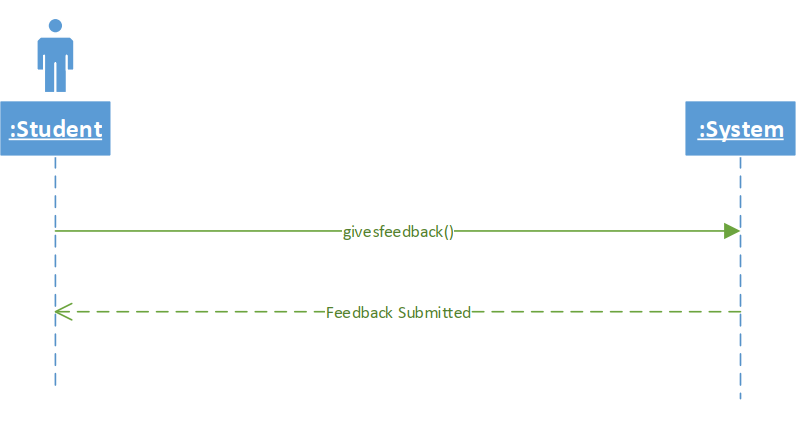 :Student
:System
givesfeedback()
Feedback Submitted